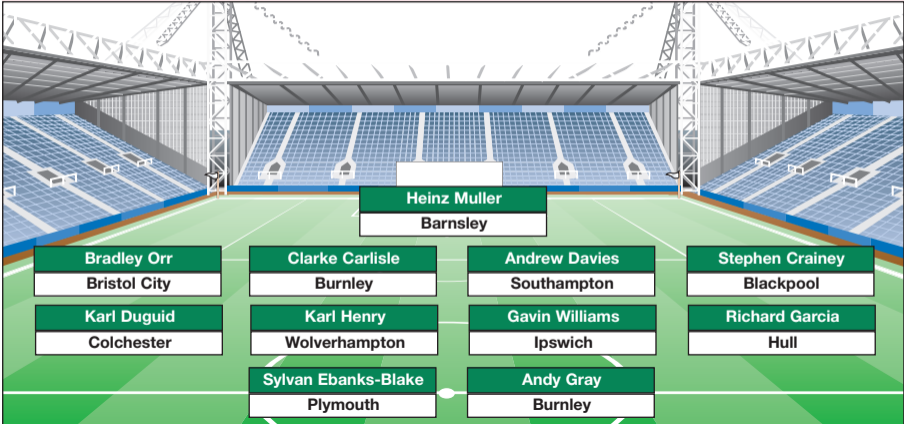 Heinz Muller
Barnsley
Bradley Orr
Bristol City
Clarke Carlisle
Burnley
Andrew Davies
Southampton
Stephen Crainey
Blackpool
Karl Duguid
Colchester
Karl Henry
Wolverhampton
Gavin Williams
Ipswich
Richard Garcia
Hull
Sylvan Ebanks-Blake
Plymouth
Andy Gray
Burnley